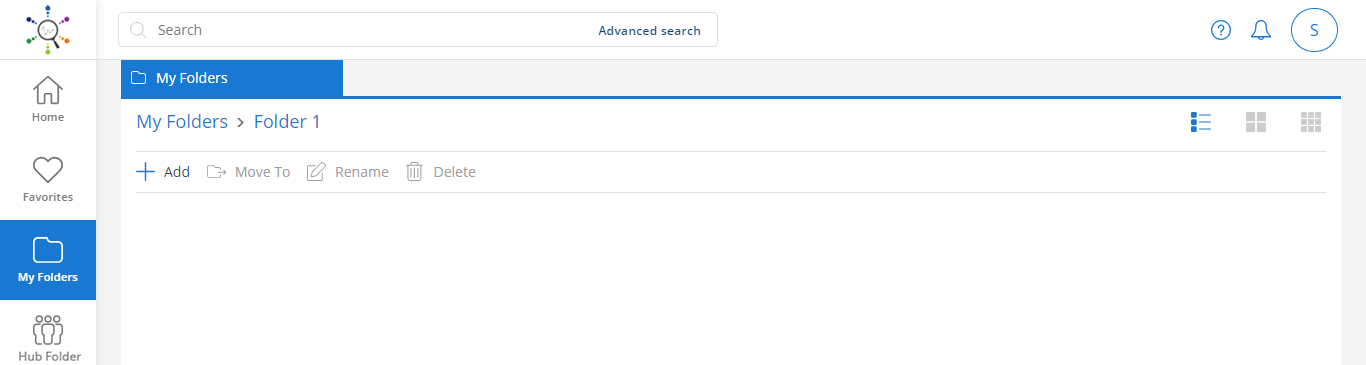 Search
Advanced search
?
S
Home
Favorites
My Folders
Hub Folder
My Folders
My Folders > Folder 1
Add Move To Rename Delete